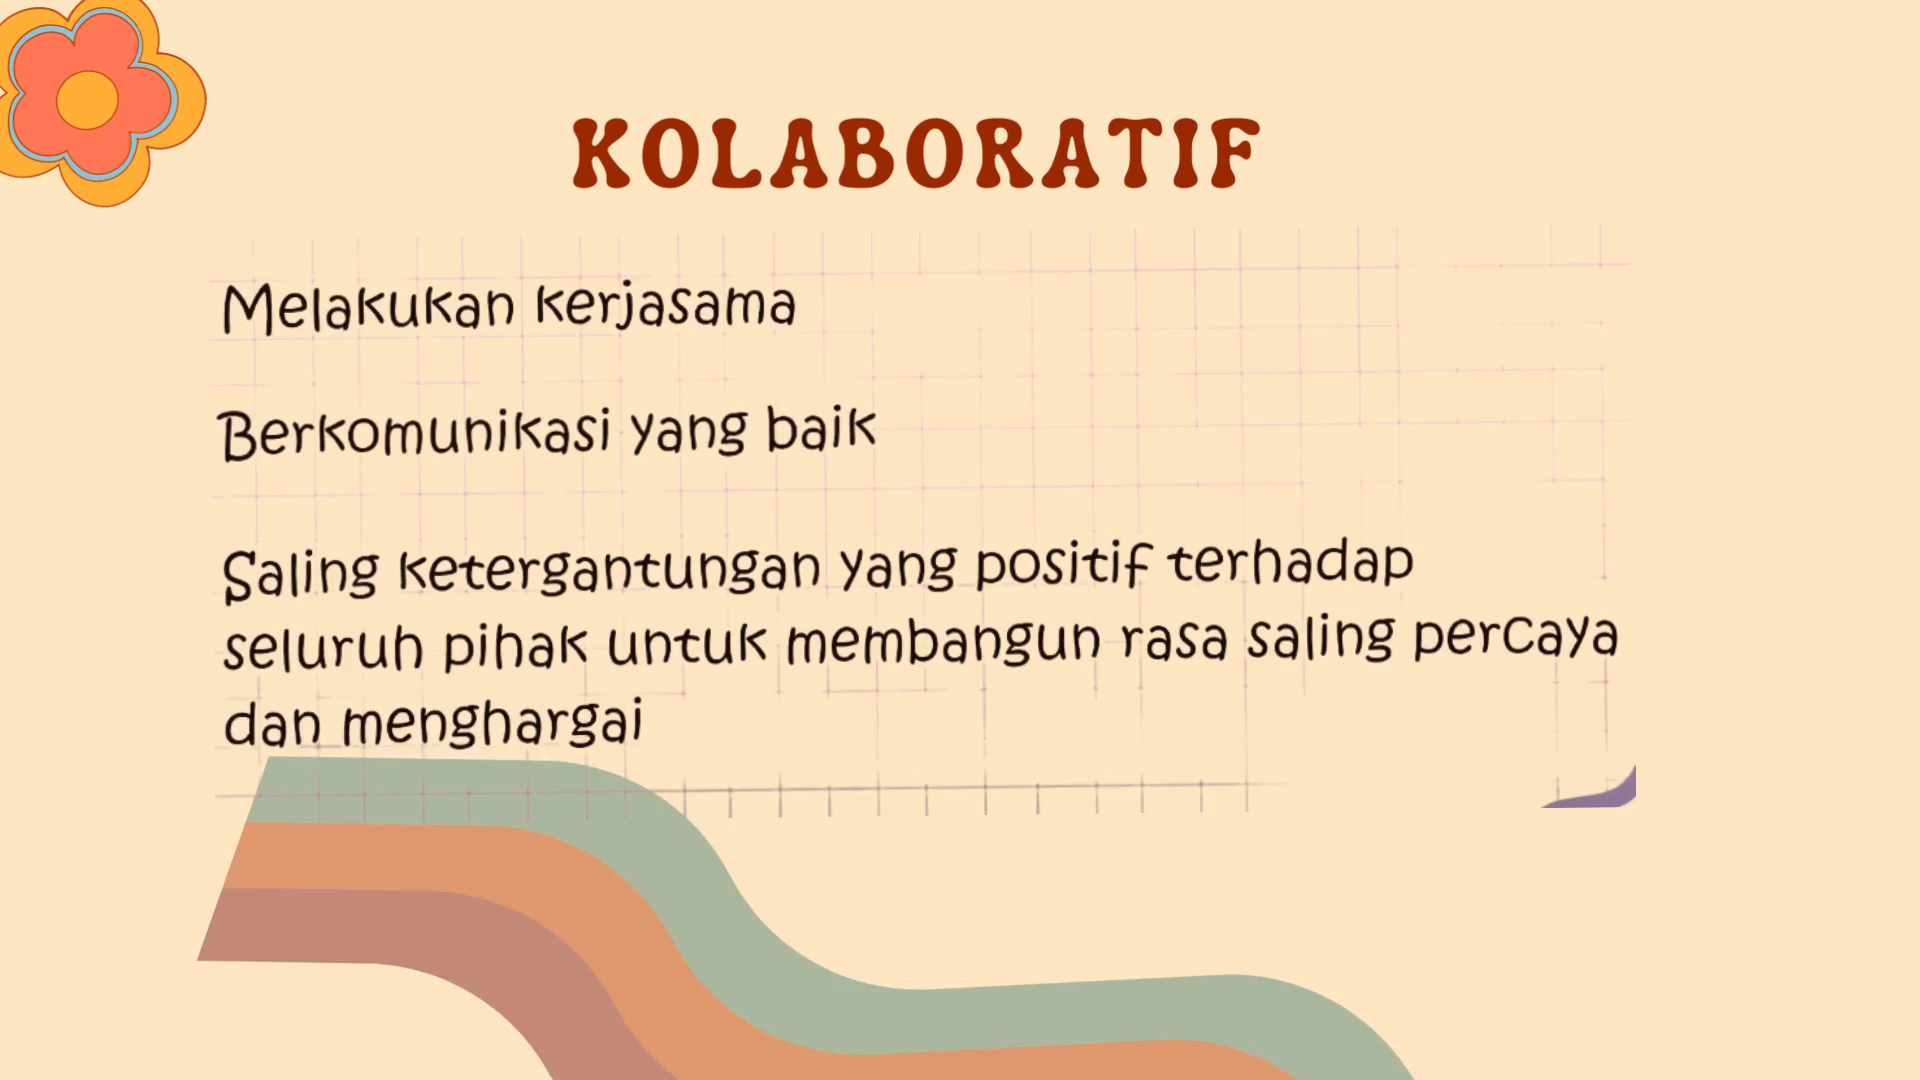 KOLABORATIF
Melakukan kerjasama
Berkomunikasi yang baik
Saling ketergantungan yang positif terhadap
seluruh pihak untuk membangun rasa saling percaya
dan menghargai